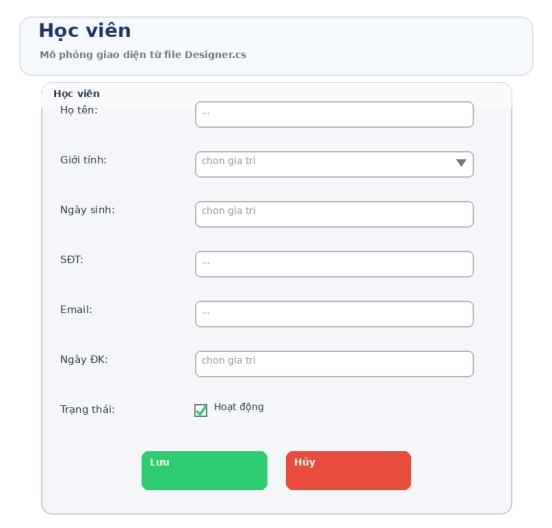 Học viên
Mô phỏng giao diện từ file Designer.cs
Học viên
Họ tên:
...
Giới tính:
chon gia tri
Ngày sinh:
chon gia tri
SĐT:
...
Email:
...
Ngày ĐK:
chon gia tri
Trạng thái:
Hoạt động
Lưu
Hủy